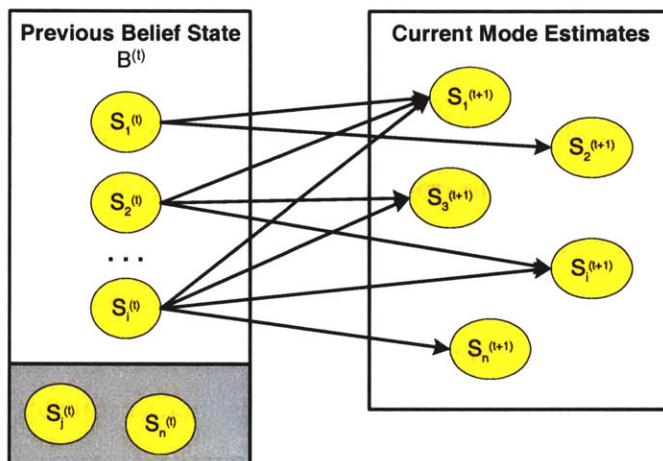 Previous Belief State
B(t)
S1(t)
S2(t)
...
Si(t)
Sj(t)
Sn(t)
Current Mode Estimates
S1(t+1)
S2(t+1)
S3(t+1)
Si(t+1)
Sn(t+1)